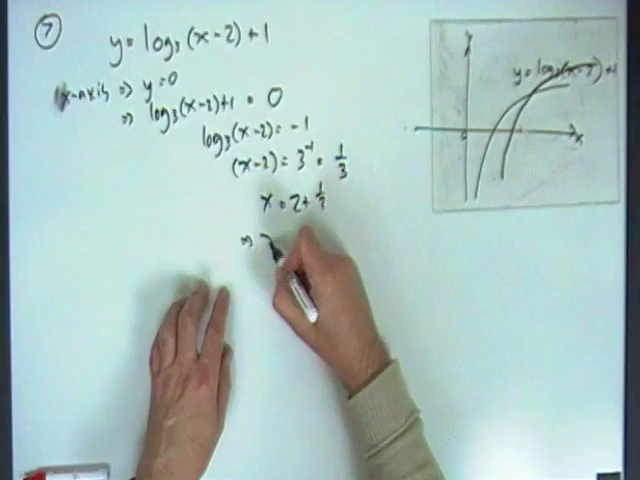 7
y = log₃(x-2) + 1
x-axis ⇒ y=0
⇒ log₃(x-2)+1 = 0
log₃(x-2) = -1
(x-2) = 3⁻¹ = 1/3
x = 2 + 1/3
⇒
y
y = log₃(x-2) + 1
0
x